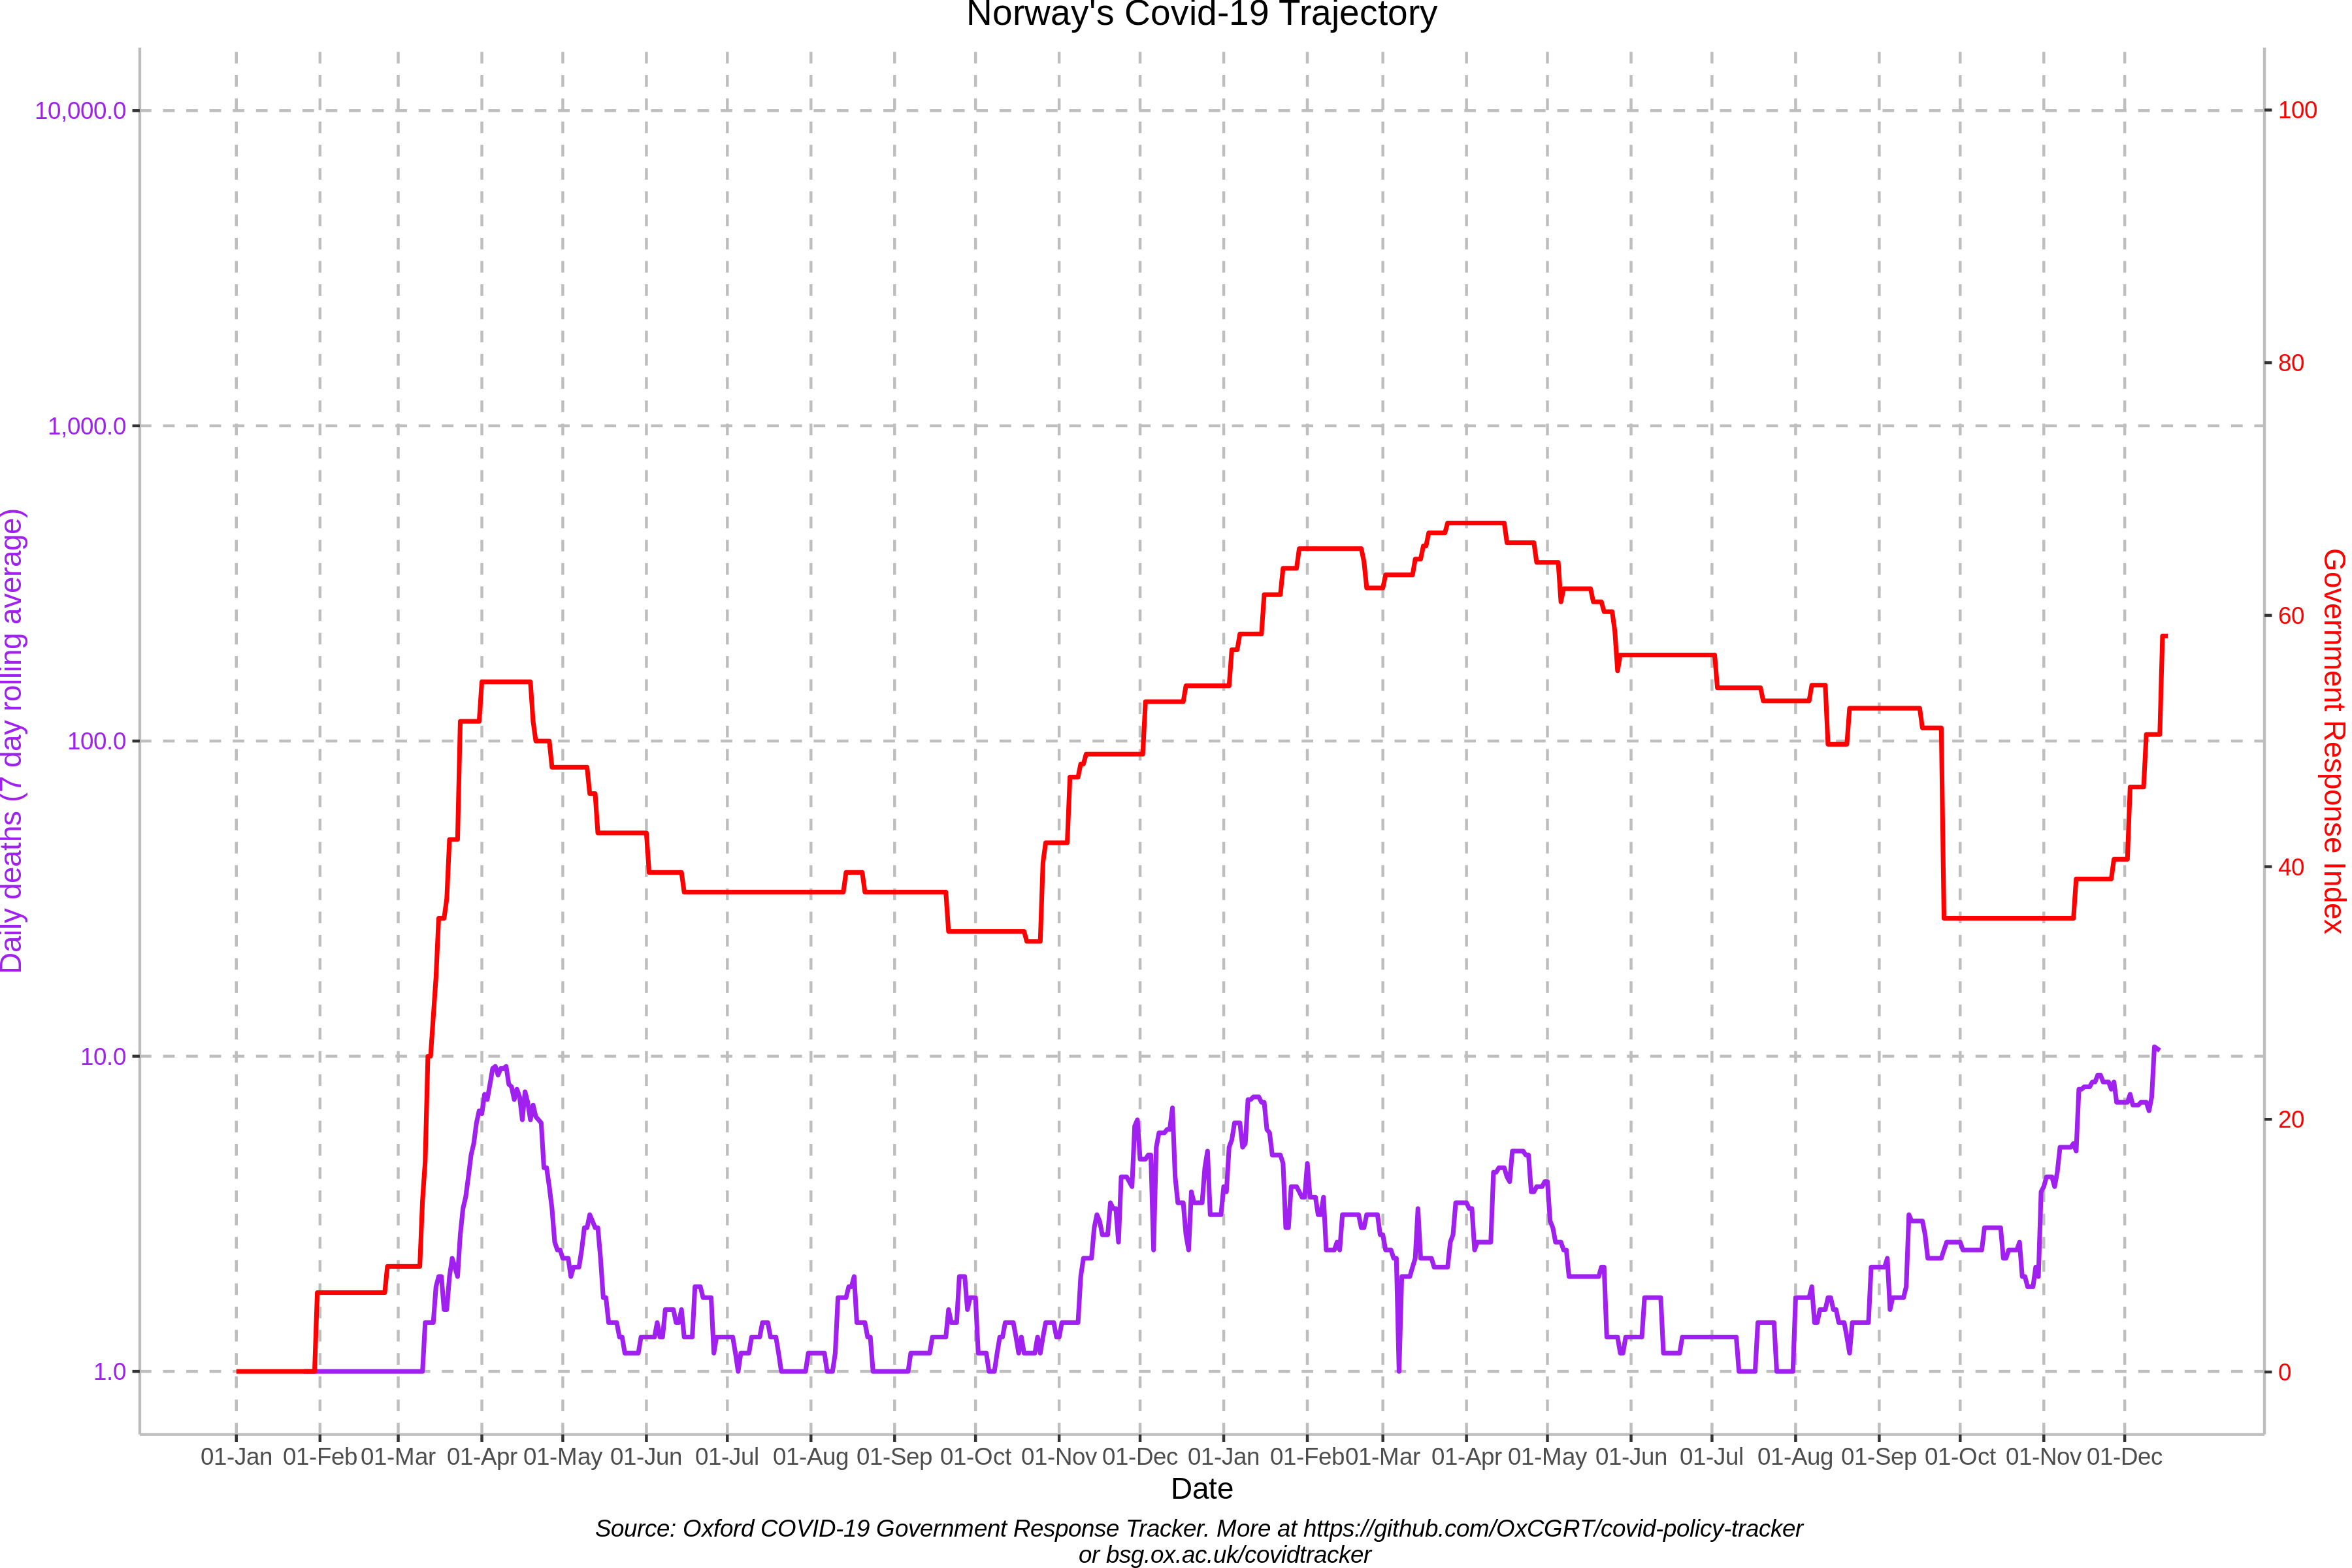 Norway's Covid-19 Trajectory
Daily deaths (7 day rolling average)
10,000.0
1,000.0
100.0
10.0
1.0
100
80
60
40
20
0
Government Response Index
01-Jan 01-Feb 01-Mar 01-Apr 01-May 01-Jun 01-Jul 01-Aug 01-Sep 01-Oct 01-Nov 01-Dec 01-Jan 01-Feb 01-Mar 01-Apr 01-May 01-Jun 01-Jul 01-Aug 01-Sep 01-Oct 01-Nov 01-Dec
Date
Source: Oxford COVID-19 Government Response Tracker. More at https://github.com/OxCGRT/covid-policy-tracker
or bsg.ox.ac.uk/covidtracker